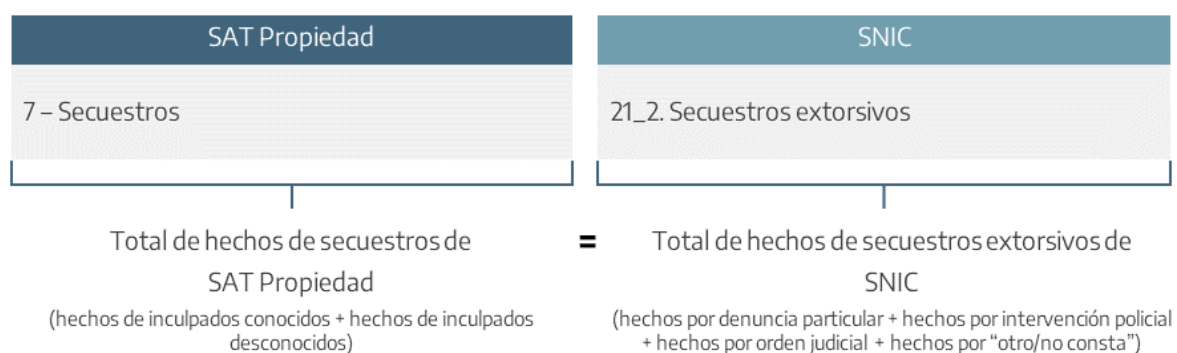 SAT Propiedad
SNIC
7 – Secuestros
21_2. Secuestros extorsivos
Total de hechos de secuestros de
SAT Propiedad
(hechos de inculpados conocidos + hechos de inculpados
desconocidos)
=
Total de hechos de secuestros extorsivos de
SNIC
(hechos por denuncia particular + hechos por intervención policial
+ hechos por orden judicial + hechos por “otro/no consta”)